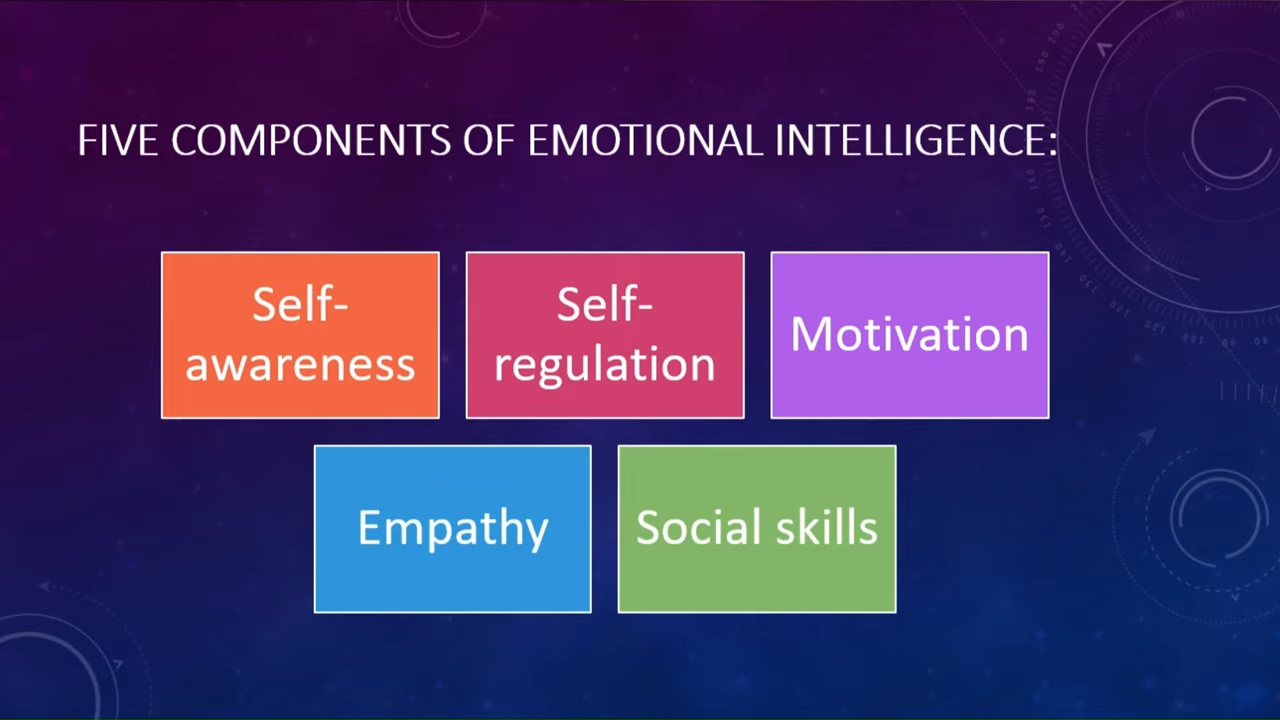 FIVE COMPONENTS OF EMOTIONAL INTELLIGENCE:
Self-
awareness
Self-
regulation
Motivation
Empathy
Social skills